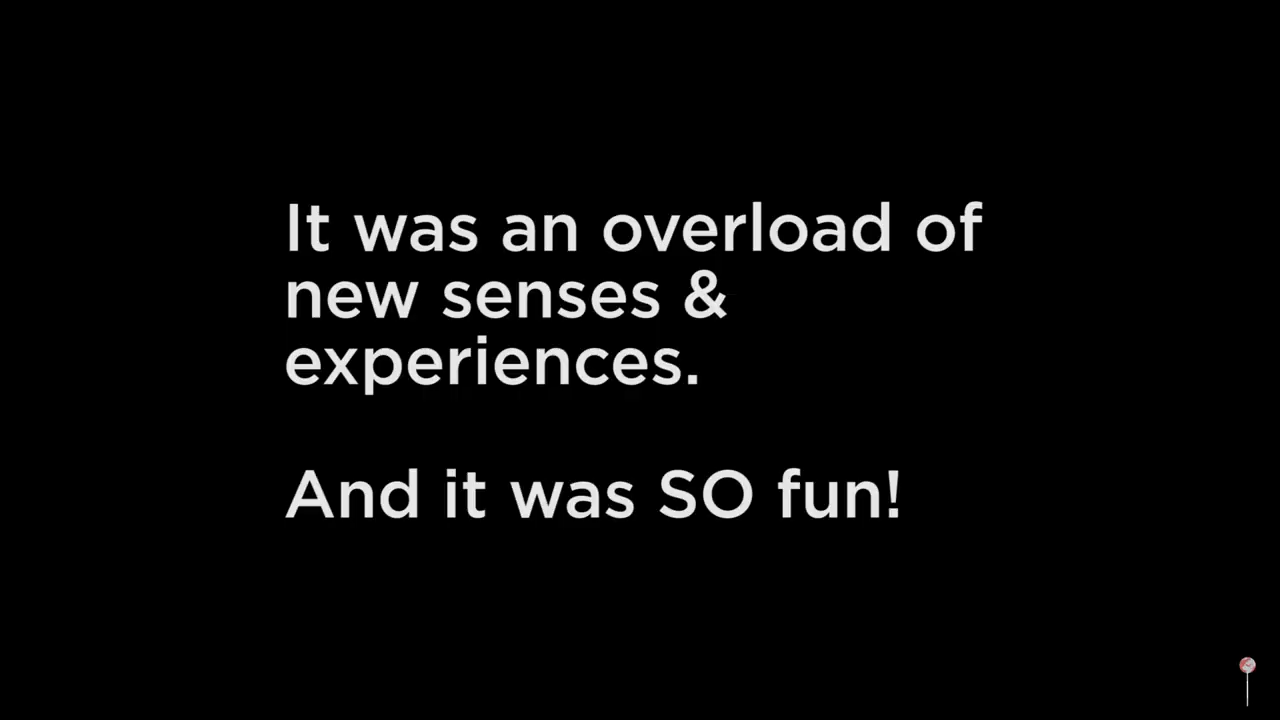 It was an overload of
new senses &
experiences.
And it was SO fun!